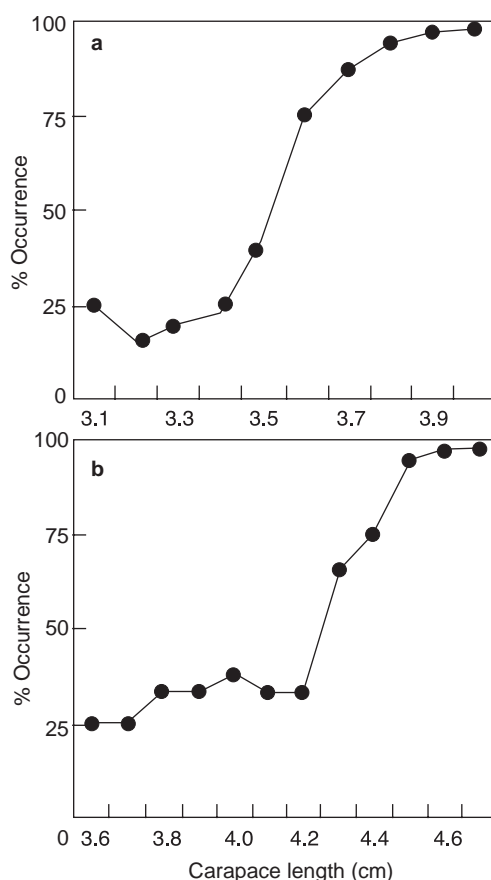 100
a
75
% Occurrence
50
25
0
3.1 3.3 3.5 3.7 3.9
100
b
75
% Occurrence
50
25
0 3.6 3.8 4.0 4.2 4.4 4.6
Carapace length (cm)